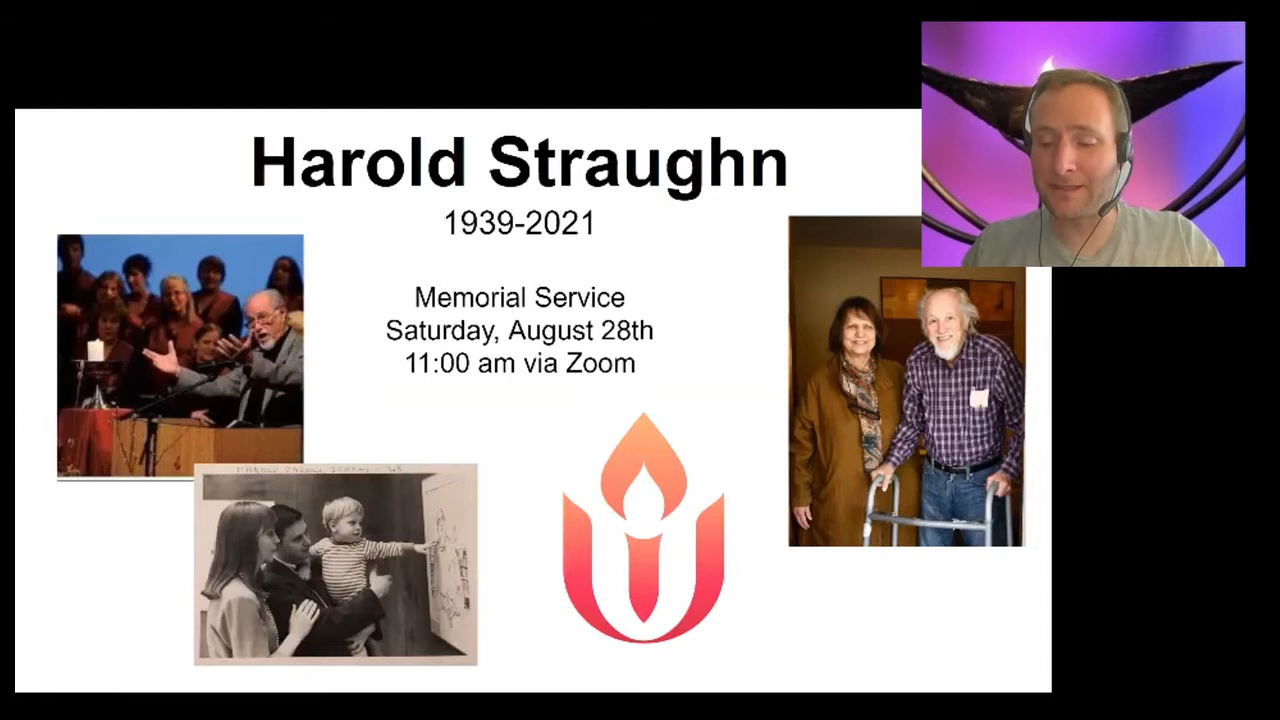 Harold Straughn
1939-2021
Memorial Service
Saturday, August 28th
11:00 am via Zoom